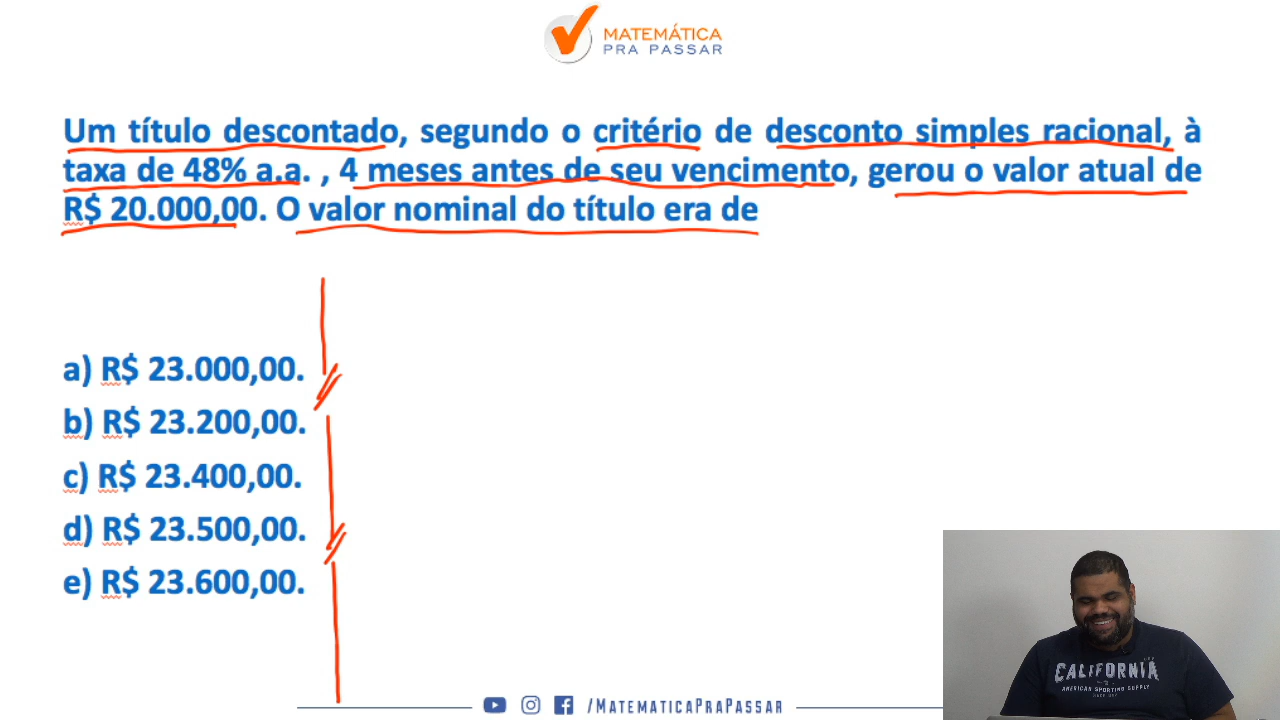 MATEMÁTICA
PRA PASSAR
Um título descontado, segundo o critério de desconto simples racional, à
taxa de 48% a.a. , 4 meses antes de seu vencimento, gerou o valor atual de
R$ 20.000,00. O valor nominal do título era de
a) R$ 23.000,00.
b) R$ 23.200,00.
c) R$ 23.400,00.
d) R$ 23.500,00.
e) R$ 23.600,00.
CALIFORNIA
AMERICAN SPORTING SUPPLY
/MATEMATICAPRAPASSAR